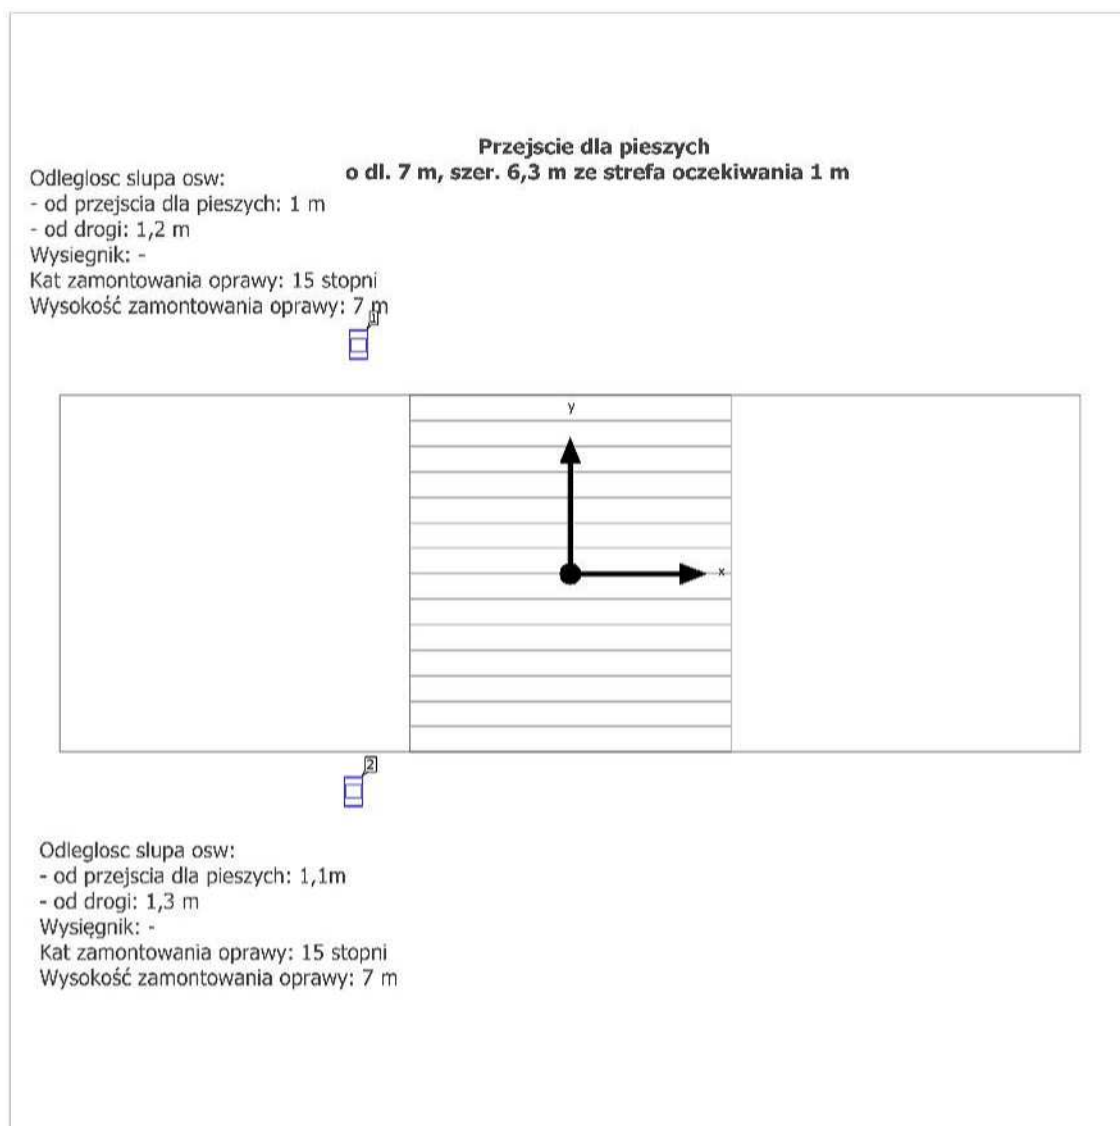 Przejscie dla pieszych
o dl. 7 m, szer. 6,3 m ze strefa oczekiwania 1 m
Odleglosc slupa osw:
- od przejscia dla pieszych: 1 m
- od drogi: 1,2 m
Wysiegnik: -
Kat zamontowania oprawy: 15 stopni
Wysokość zamontowania oprawy: 7 m
1
y
x
2
Odleglosc slupa osw:
- od przejscia dla pieszych: 1,1m
- od drogi: 1,3 m
Wysięgnik: -
Kat zamontowania oprawy: 15 stopni
Wysokość zamontowania oprawy: 7 m